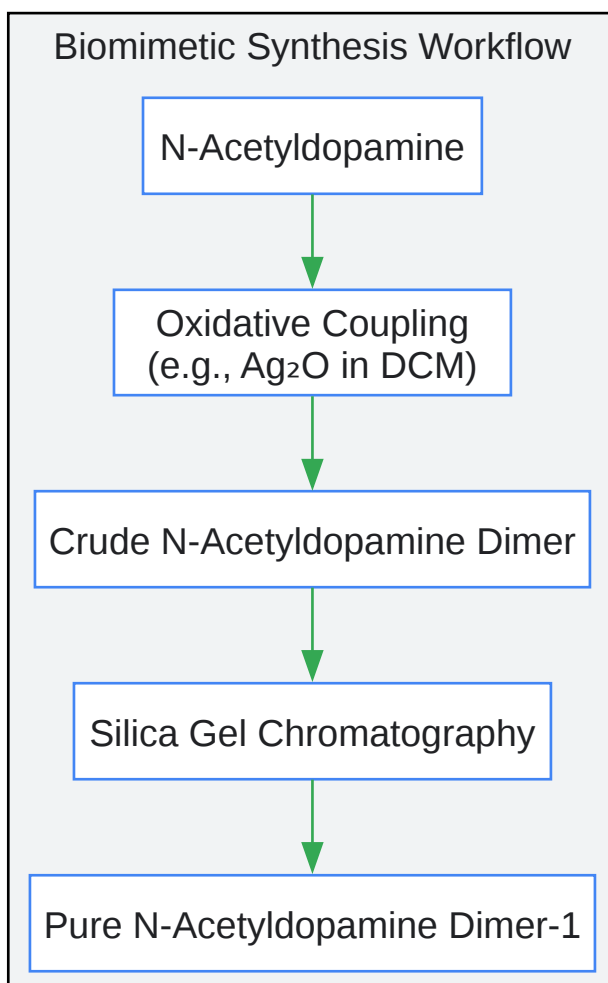 Biomimetic Synthesis Workflow
N-Acetyldopamine
Oxidative Coupling
(e.g., Ag₂O in DCM)
Crude N-Acetyldopamine Dimer
Silica Gel Chromatography
Pure N-Acetyldopamine Dimer-1